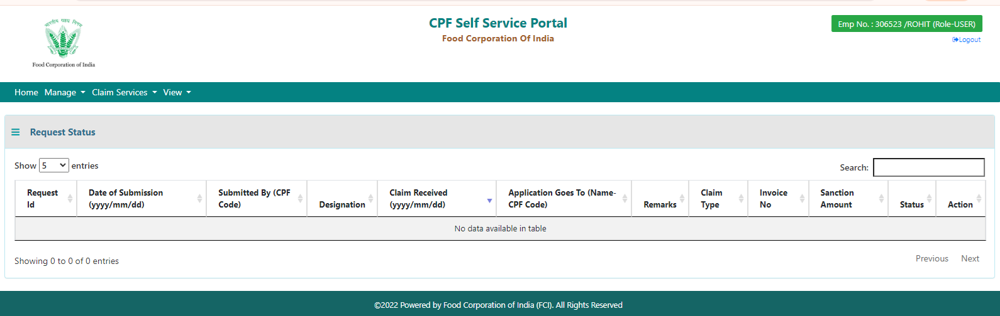 भारतीय खाद्य निगम
Food Corporation of India
CPF Self Service Portal
Food Corporation Of India
Emp No. : 306523 /ROHIT (Role-USER)
Logout
Home Manage Claim Services View
Request Status
Show 5 entries
Search:
Request Id
Date of Submission (yyyy/mm/dd)
Submitted By (CPF Code)
Designation
Claim Received (yyyy/mm/dd)
Application Goes To (Name-CPF Code)
Remarks
Claim Type
Invoice No
Sanction Amount
Status
Action
No data available in table
Showing 0 to 0 of 0 entries
Previous Next
©2022 Powered by Food Corporation of India (FCI). All Rights Reserved